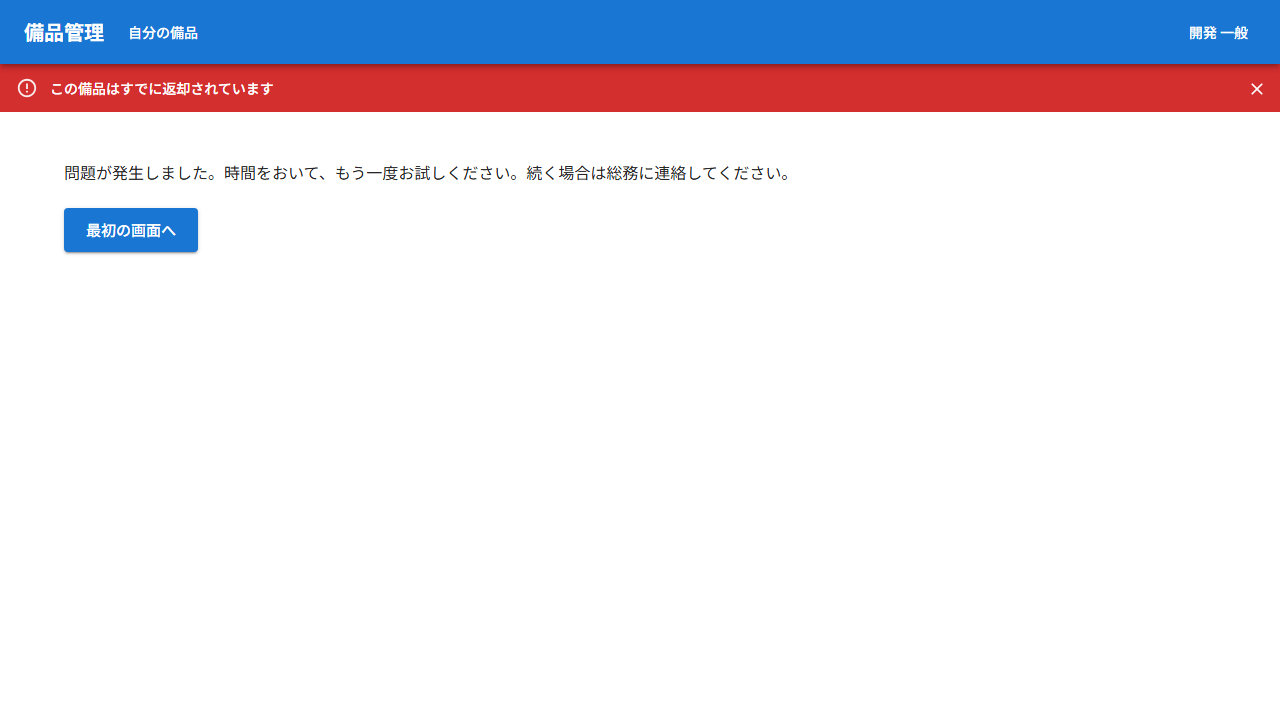 備品管理
自分の備品
開発 一般
この備品はすでに返却されています
問題が発生しました。時間をおいて、もう一度お試しください。続く場合は総務に連絡してください。
最初の画面へ